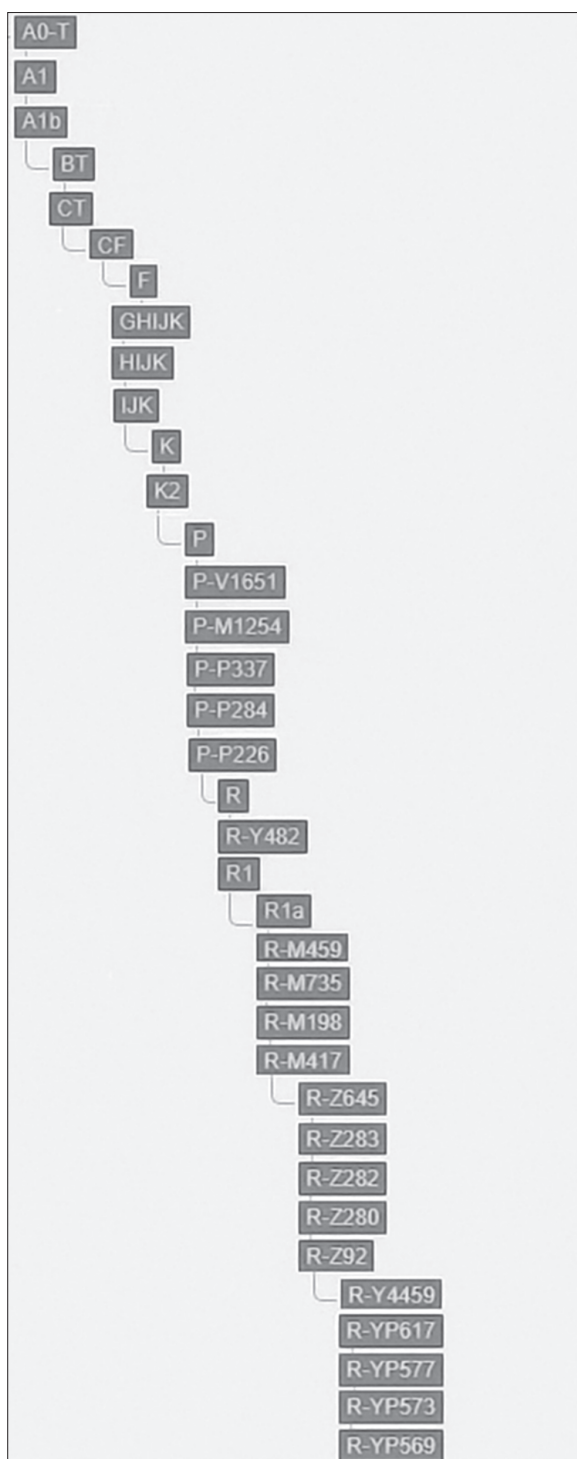 A0-T
A1
A1b
BT
CT
CF
F
GHIJK
HIJK
IJK
K
K2
P
P-V1651
P-M1254
P-P337
P-P284
P-P226
R
R-Y482
R1
R1a
R-M459
R-M735
R-M198
R-M417
R-Z645
R-Z283
R-Z282
R-Z280
R-Z92
R-Y4459
R-YP617
R-YP577
R-YP573
R-YP569